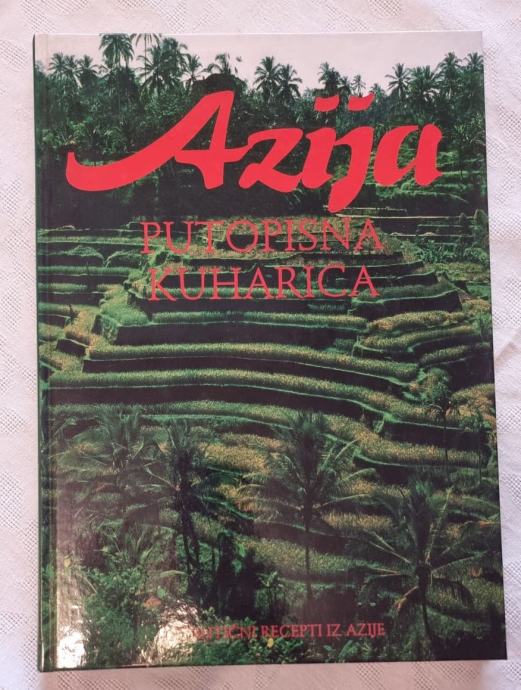 Azija
PUTOPISNA
KUHARICA
RECEPTI IZ AZIJE